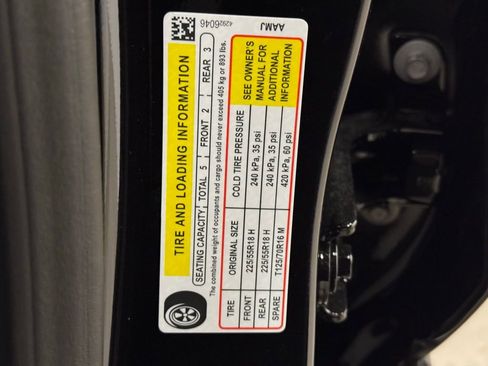 42926046
AAMJ
TIRE AND LOADING INFORMATION
SEATING CAPACITY TOTAL 5 FRONT 2 REAR 3
The combined weight of occupants and cargo should never exceed 405 kg or 893 lbs.
TIRE ORIGINAL SIZE COLD TIRE PRESSURE SEE OWNER'S
FRONT 225/55R18 H 240 kPa, 35 psi MANUAL FOR
REAR 225/55R18 H 240 kPa, 35 psi ADDITIONAL
SPARE T125/70R16 M 420 kPa, 60 psi INFORMATION